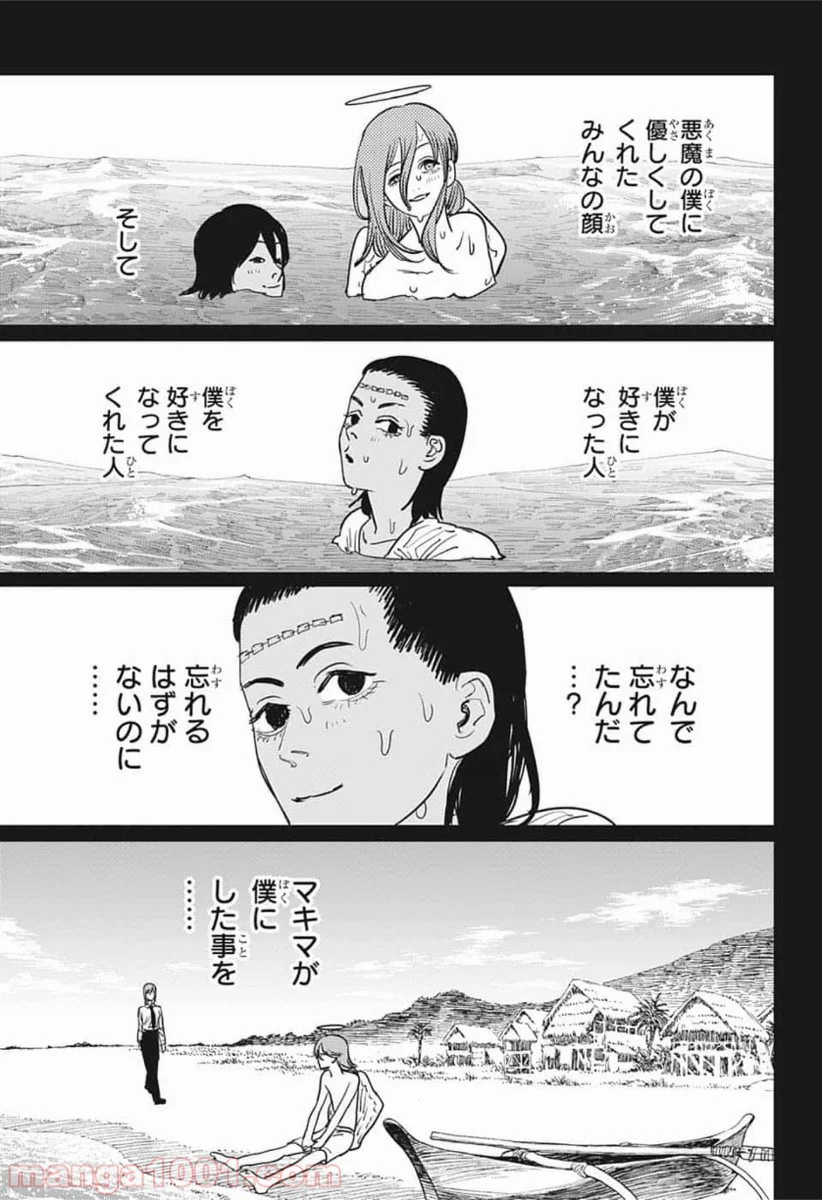 悪魔の僕に
優しくして
くれた
みんなの顔
そして
僕が
好きに
なった人
僕を
好きに
なって
くれた人
なんで
忘れて
たんだ
…?
忘れる
はずが
ないのに
……
マキマが
僕に
した事を
……
manga1001.com